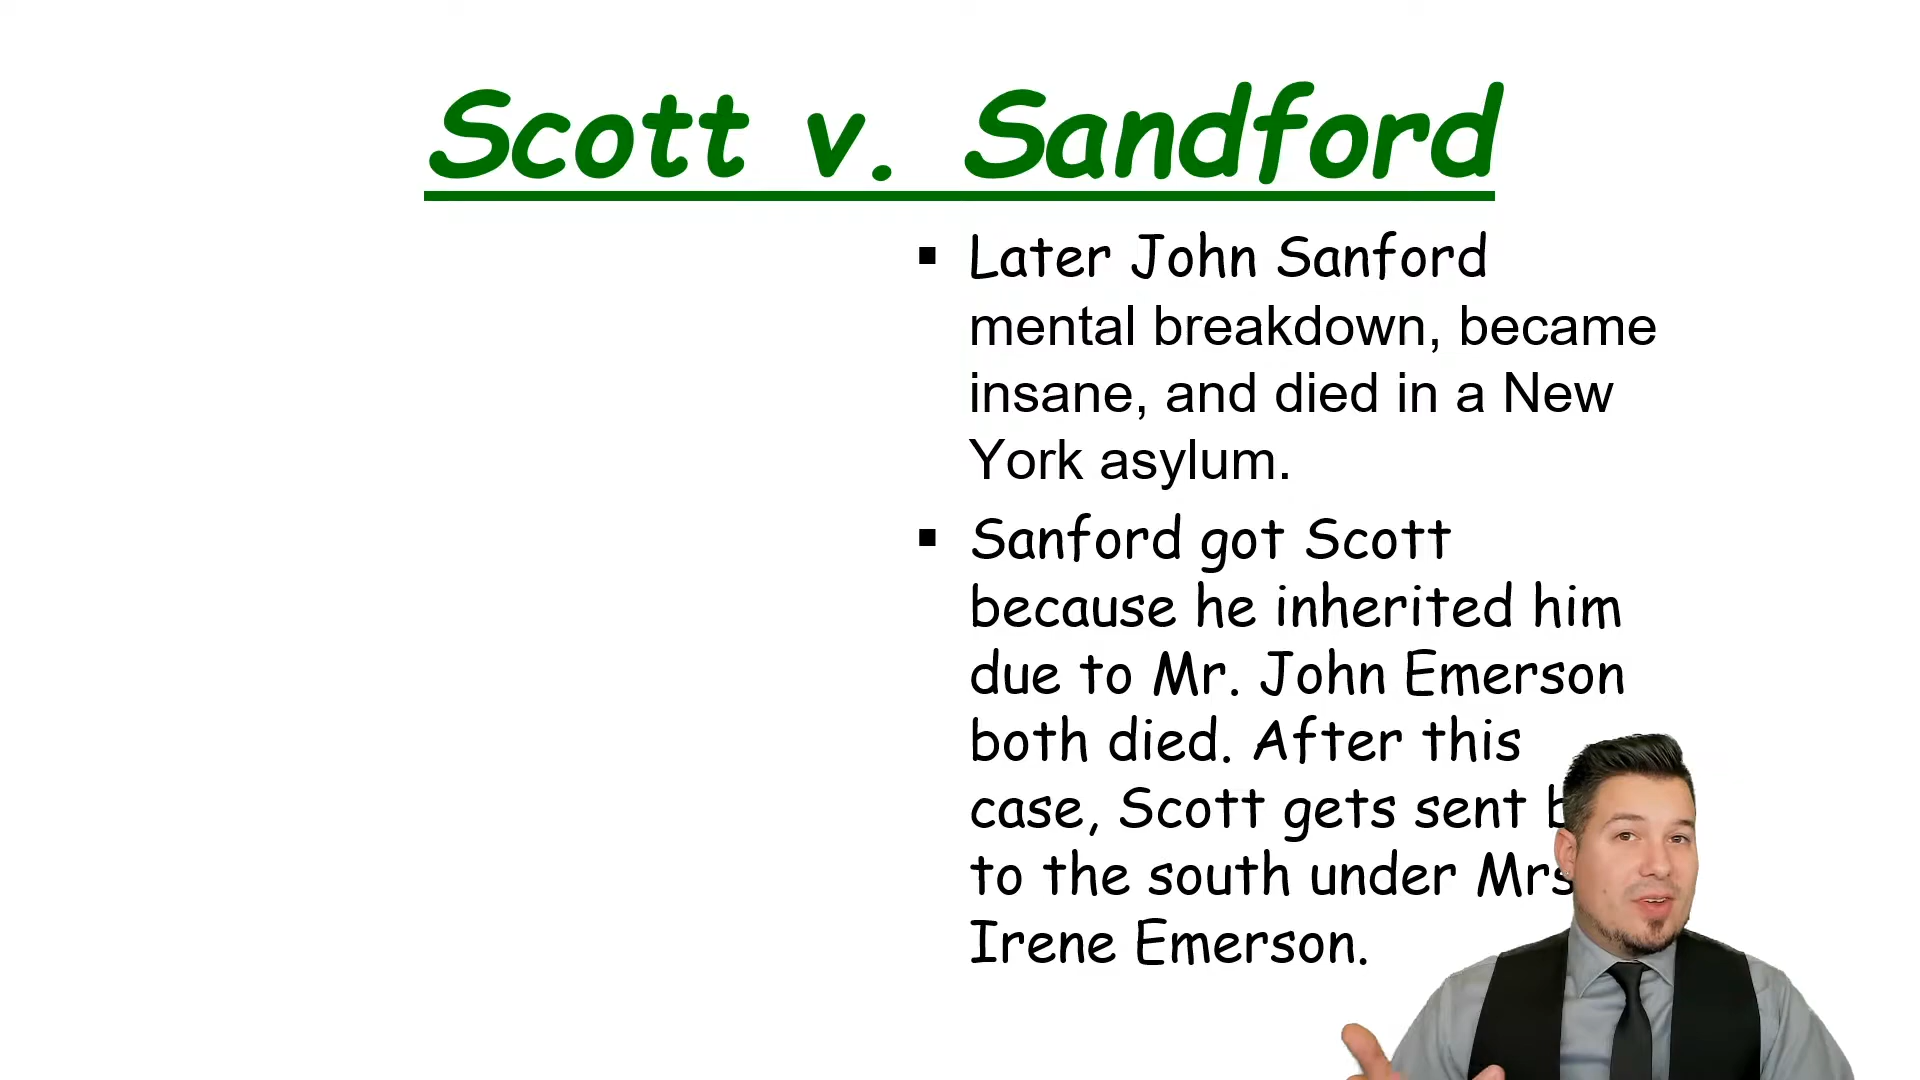 Scott v. Sandford
▪ Later John Sanford
mental breakdown, became
insane, and died in a New
York asylum.
▪ Sanford got Scott
because he inherited him
due to Mr. John Emerson
both died. After this
case, Scott gets sent
to the south under Mrs
Irene Emerson.